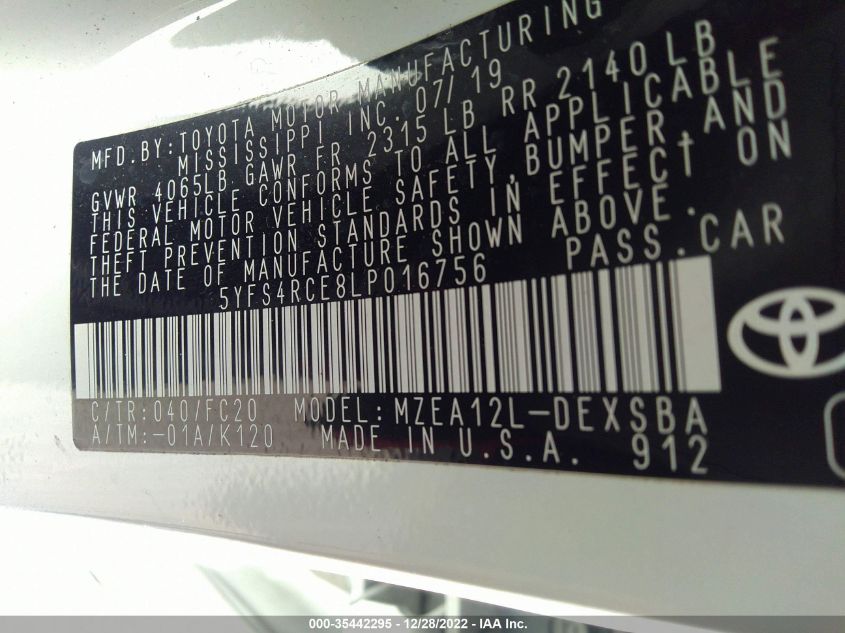 MFD.BY:TOYOTA MOTOR MANUFACTURING
MISSISSIPPI INC. 07/19
GVWR 4065LB GAWR FR 2315 LB RR 2140 LB
THIS VEHICLE CONFORMS TO ALL APPLICABLE
FEDERAL MOTOR VEHICLE SAFETY,BUMPER,AND
THEFT PREVENTION STANDARDS IN EFFECT ON
THE DATE OF MANUFACTURE SHOWN ABOVE.
5YFS4RCE8LP016756 PASS.CAR
C/TR:040/FC20 MODEL:MZEA12L-DEXSBA
A/TM:-01A/K120 MADE IN U.S.A. 912
000-35442295 - 12/28/2022 - IAA Inc.